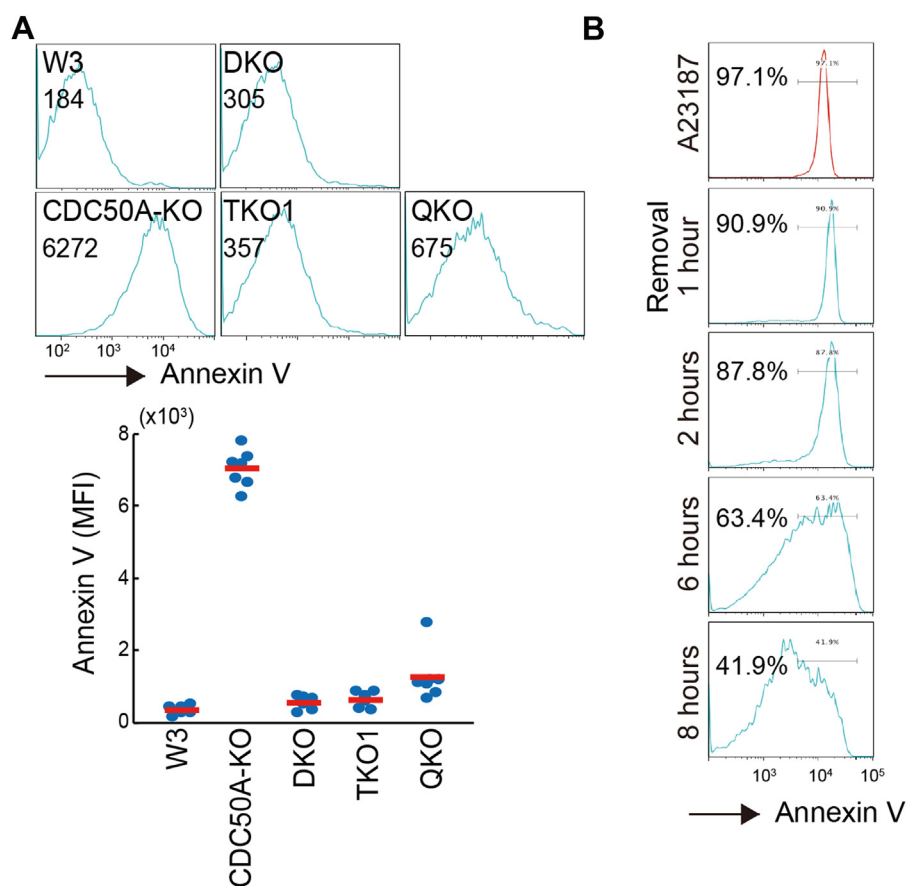 A
W3
184
DKO
305
CDC50A-KO
6272
TKO1
357
QKO
675
10² 10³ 10⁴
Annexin V
(x10³)
8
6
4
2
0
Annexin V (MFI)
W3
CDC50A-KO
DKO
TKO1
QKO
B
A23187
97.1%
97.1%
Removal
1 hour
90.9%
90.9%
2 hours
87.8%
87.8%
6 hours
63.4%
63.4%
8 hours
41.9%
41.9%
10³ 10⁴ 10⁵
Annexin V